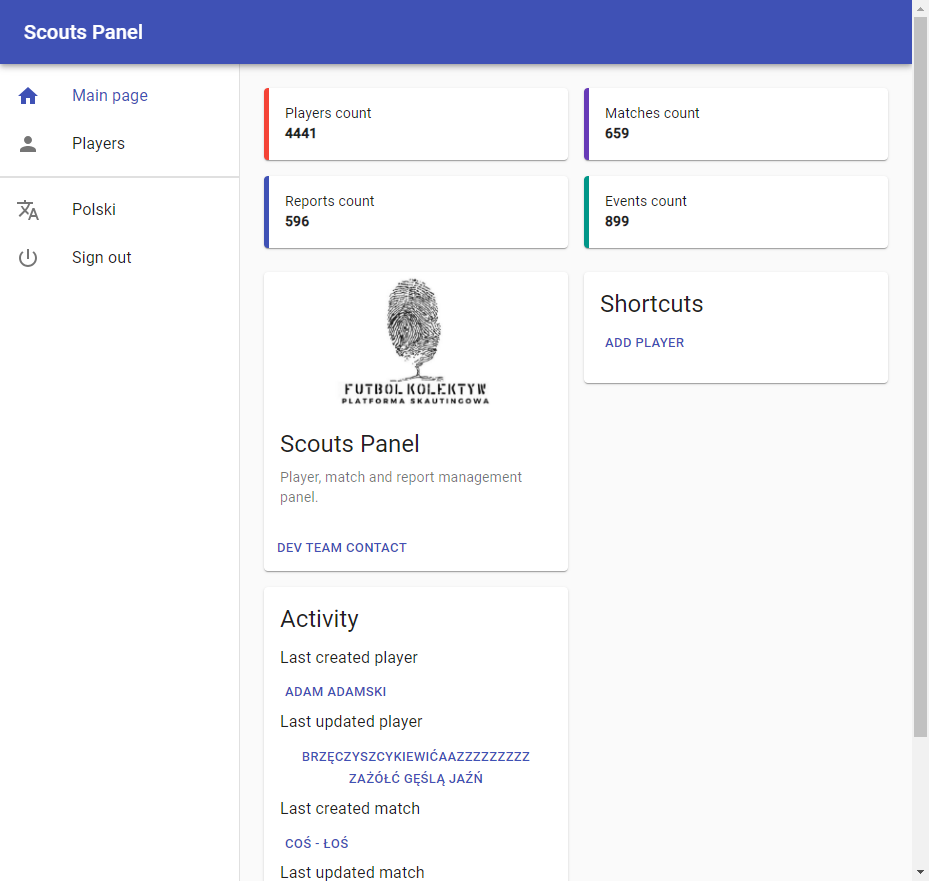 Scouts Panel
Main page
Players
Polski
Sign out
Players count
4441
Matches count
659
Reports count
596
Events count
899
FUTBOL KOLEKTYW
PLATFORMA SKAUTINGOWA
Scouts Panel
Player, match and report management
panel.
DEV TEAM CONTACT
Shortcuts
ADD PLAYER
Activity
Last created player
ADAM ADAMSKI
Last updated player
BRZĘCZYSZCYKIEWIĆAAZZZZZZZZZ
ZAŻÓŁĆ GĘŚLĄ JAŹŃ
Last created match
COŚ - ŁOŚ
Last updated match